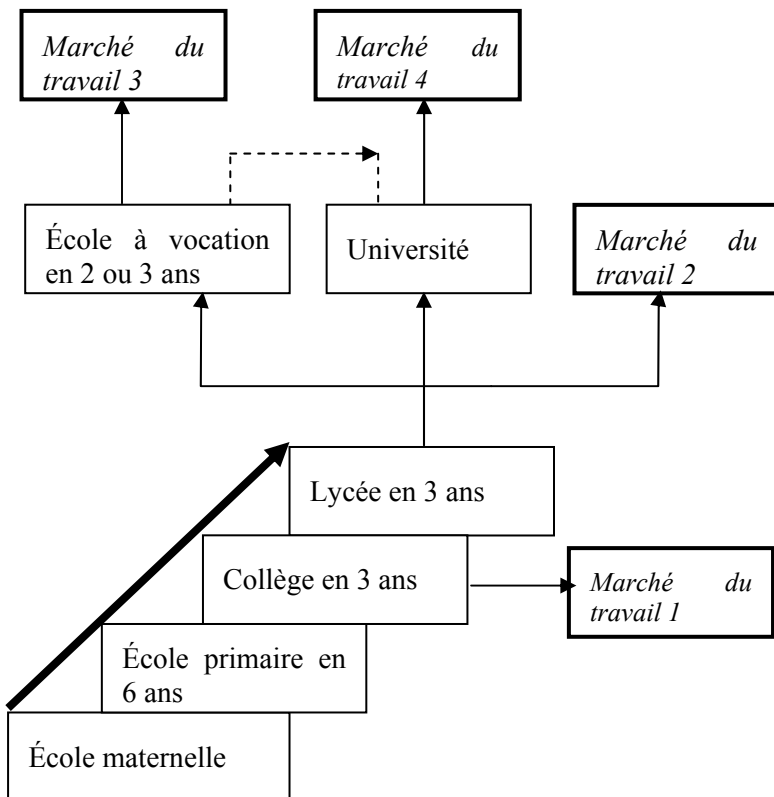 Marché du
travail 3
Marché du
travail 4
École à vocation
en 2 ou 3 ans
Université
Marché du
travail 2
Lycée en 3 ans
Collège en 3 ans
Marché du
travail 1
École primaire en
6 ans
École maternelle